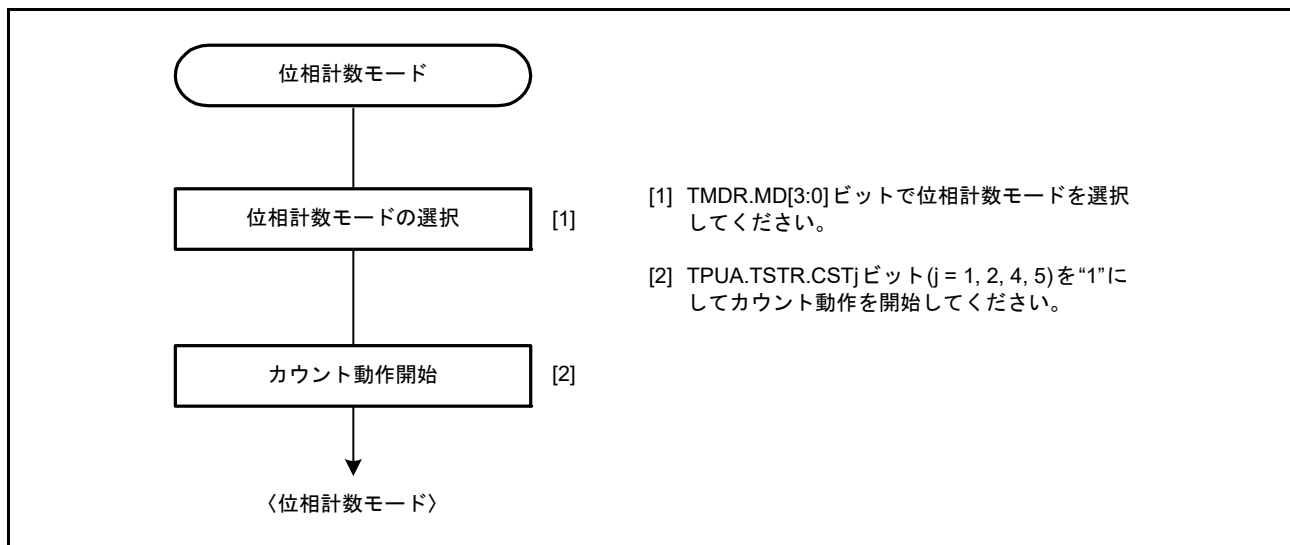 位相計数モード
位相計数モードの選択 [1]
[1] TMDR.MD[3:0]ビットで位相計数モードを選択
してください。
[2] TPUA.TSTR.CSTjビット(j = 1, 2, 4, 5)を“1”に
してカウント動作を開始してください。
カウント動作開始 [2]
〈位相計数モード〉